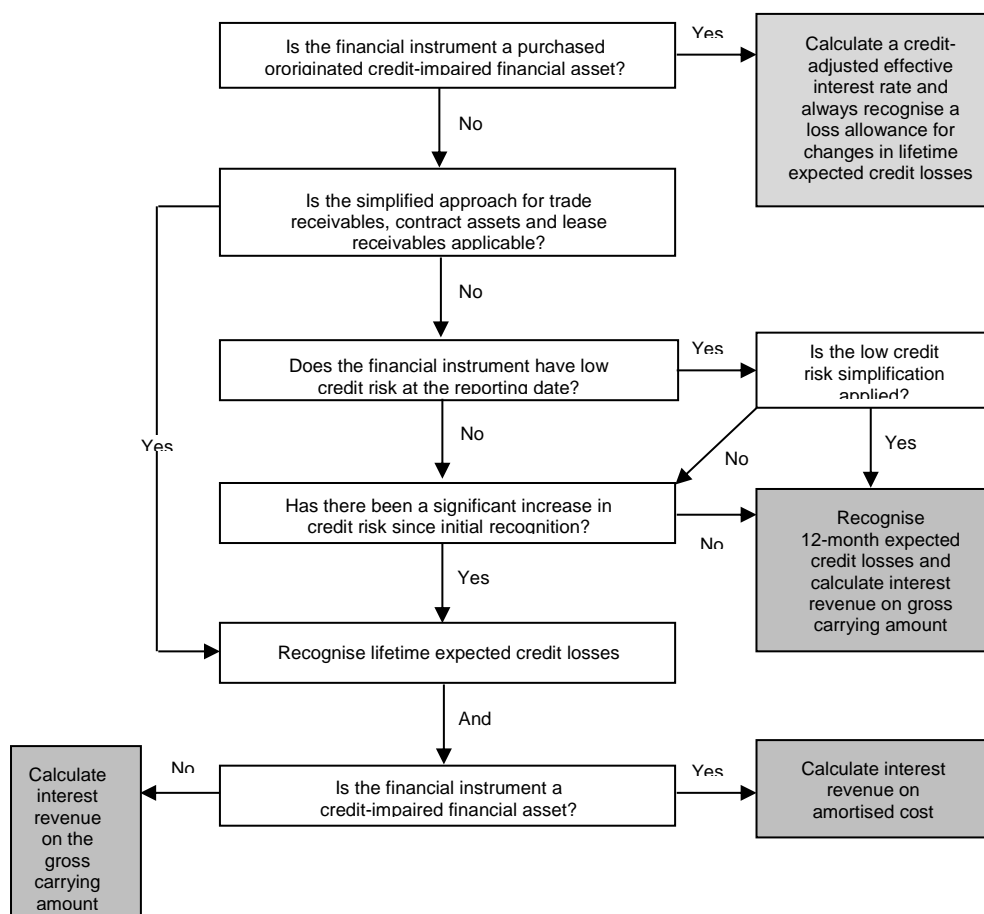 Is the financial instrument a purchased
ororiginated credit-impaired financial asset?
Yes
Calculate a credit-
adjusted effective
interest rate and
always recognise a
loss allowance for
changes in lifetime
expected credit losses
No
Is the simplified approach for trade
receivables, contract assets and lease
receivables applicable?
No
Does the financial instrument have low
credit risk at the reporting date?
Yes
Is the low credit
risk simplification
applied?
Yes
No
No
Yes
Has there been a significant increase in
credit risk since initial recognition?
No
Recognise
12-month expected
credit losses and
calculate interest
revenue on gross
carrying amount
Yes
Recognise lifetime expected credit losses
And
Is the financial instrument a
credit-impaired financial asset?
No
Calculate
interest
revenue
on the
gross
carrying
amount
Yes
Calculate interest
revenue on
amortised cost